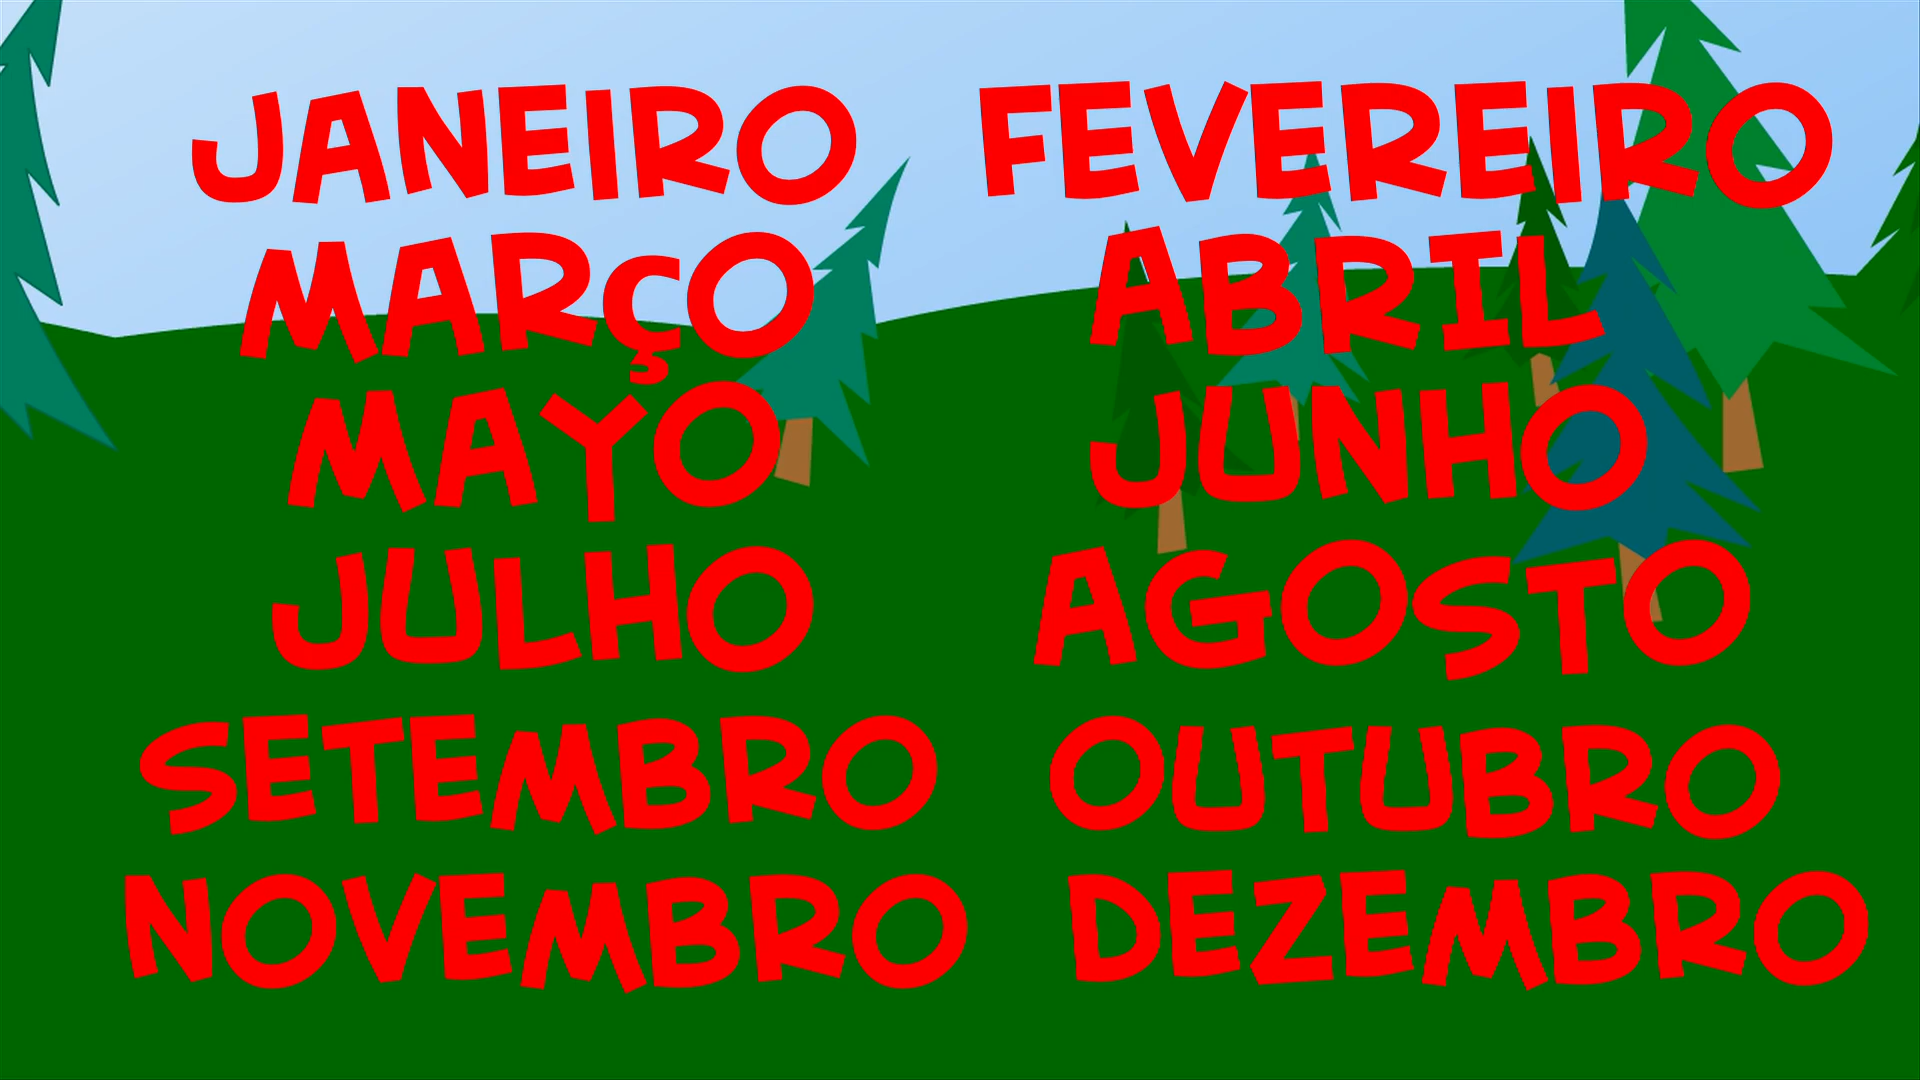 JANEIRO FEVEREIRO
MARÇO ABRIL
MAYO JUNHO
JULHO AGOSTO
SETEMBRO OUTUBRO
NOVEMBRO DEZEMBRO